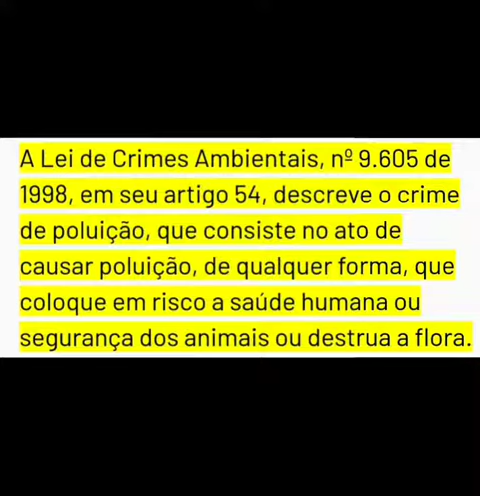 A Lei de Crimes Ambientais, nº 9.605 de
1998, em seu artigo 54, descreve o crime
de poluição, que consiste no ato de
causar poluição, de qualquer forma, que
coloque em risco a saúde humana ou
segurança dos animais ou destrua a flora.